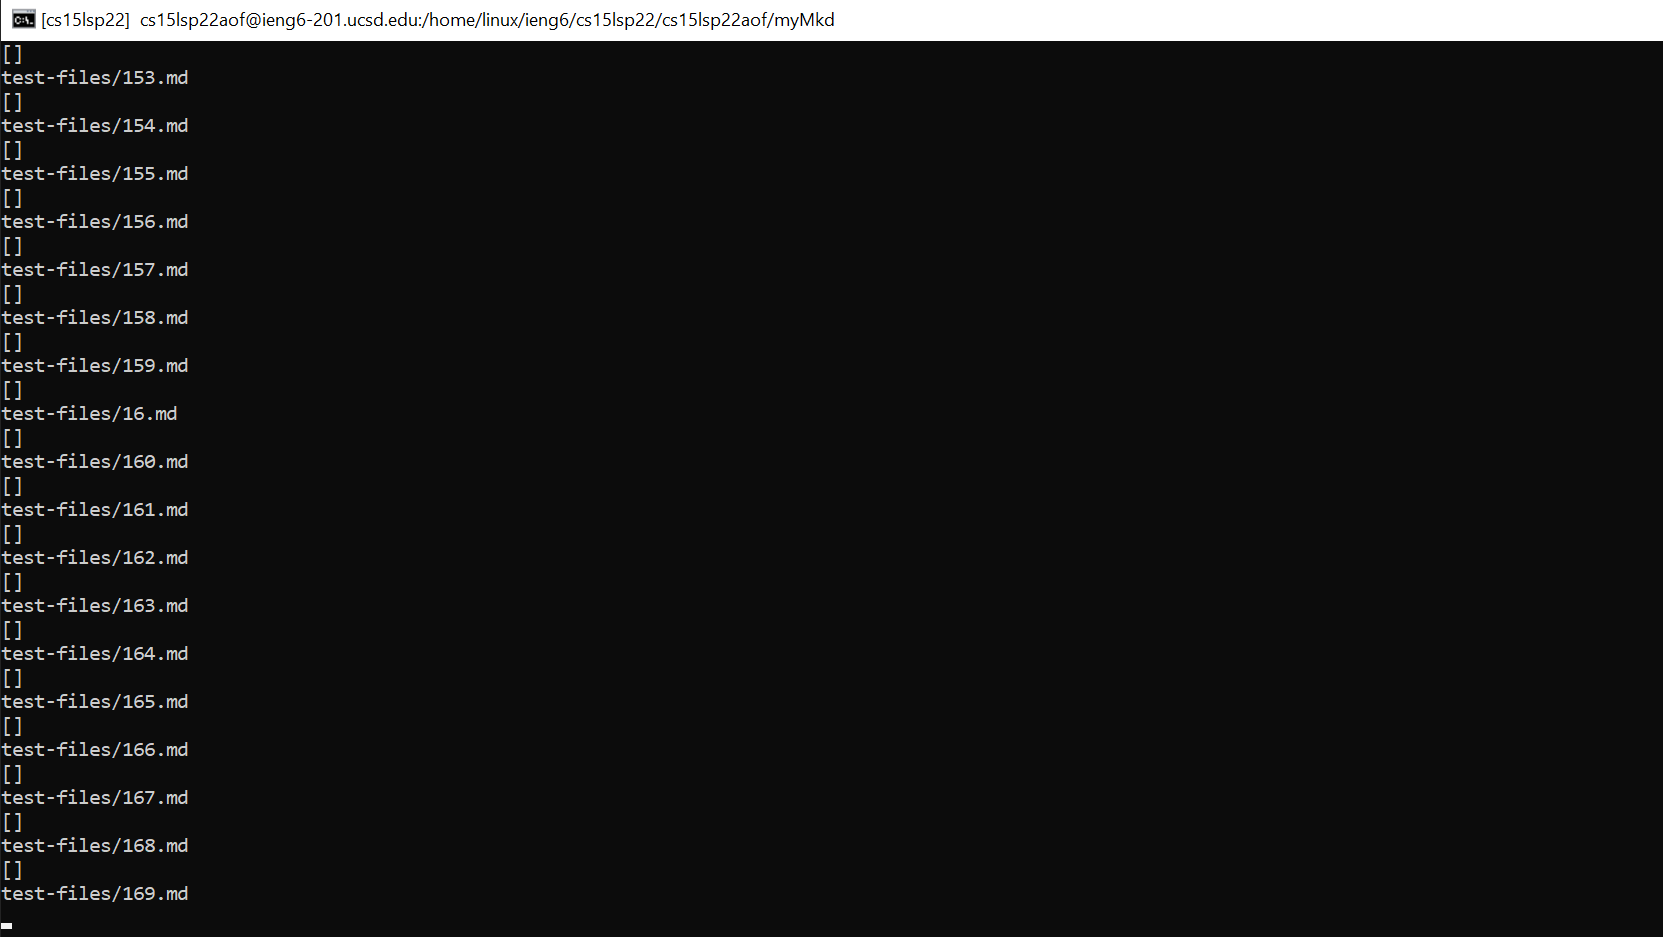 [cs15lsp22] cs15lsp22aof@ieng6-201.ucsd.edu:/home/linux/ieng6/cs15lsp22/cs15lsp22aof/myMkd
[]
test-files/153.md
[]
test-files/154.md
[]
test-files/155.md
[]
test-files/156.md
[]
test-files/157.md
[]
test-files/158.md
[]
test-files/159.md
[]
test-files/16.md
[]
test-files/160.md
[]
test-files/161.md
[]
test-files/162.md
[]
test-files/163.md
[]
test-files/164.md
[]
test-files/165.md
[]
test-files/166.md
[]
test-files/167.md
[]
test-files/168.md
[]
test-files/169.md